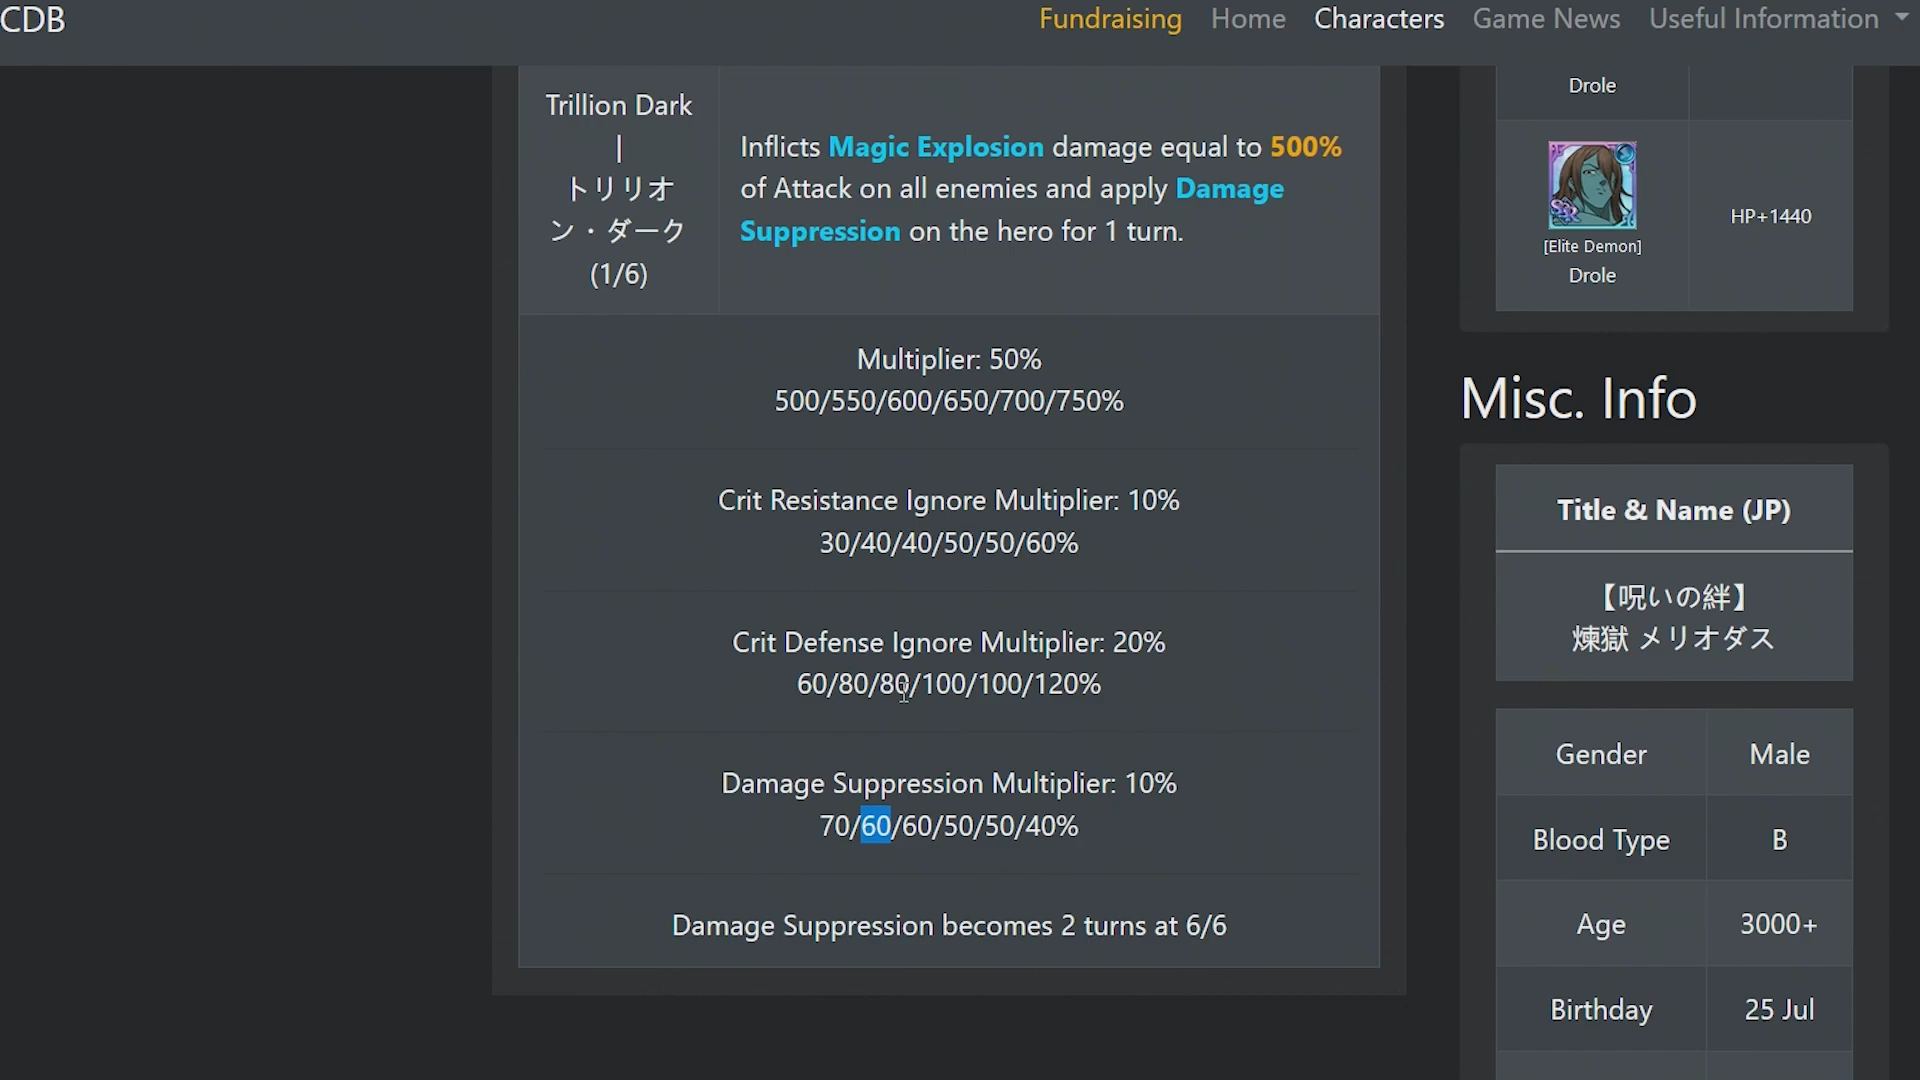 CDB
Fundraising
Home
Characters
Game News
Useful Information
Trillion Dark
|
トリリオ
ン・ダーク
(1/6)
Inflicts Magic Explosion damage equal to 500%
of Attack on all enemies and apply Damage
Suppression on the hero for 1 turn.
Multiplier: 50%
500/550/600/650/700/750%
Crit Resistance Ignore Multiplier: 10%
30/40/40/50/50/60%
Crit Defense Ignore Multiplier: 20%
60/80/80/100/100/120%
Damage Suppression Multiplier: 10%
70/60/60/50/50/40%
Damage Suppression becomes 2 turns at 6/6
Drole
SSR
[Elite Demon]
Drole
HP+1440
Misc. Info
Title & Name (JP)
【呪いの絆】
煉獄 メリオダス
Gender
Male
Blood Type
B
Age
3000+
Birthday
25 Jul